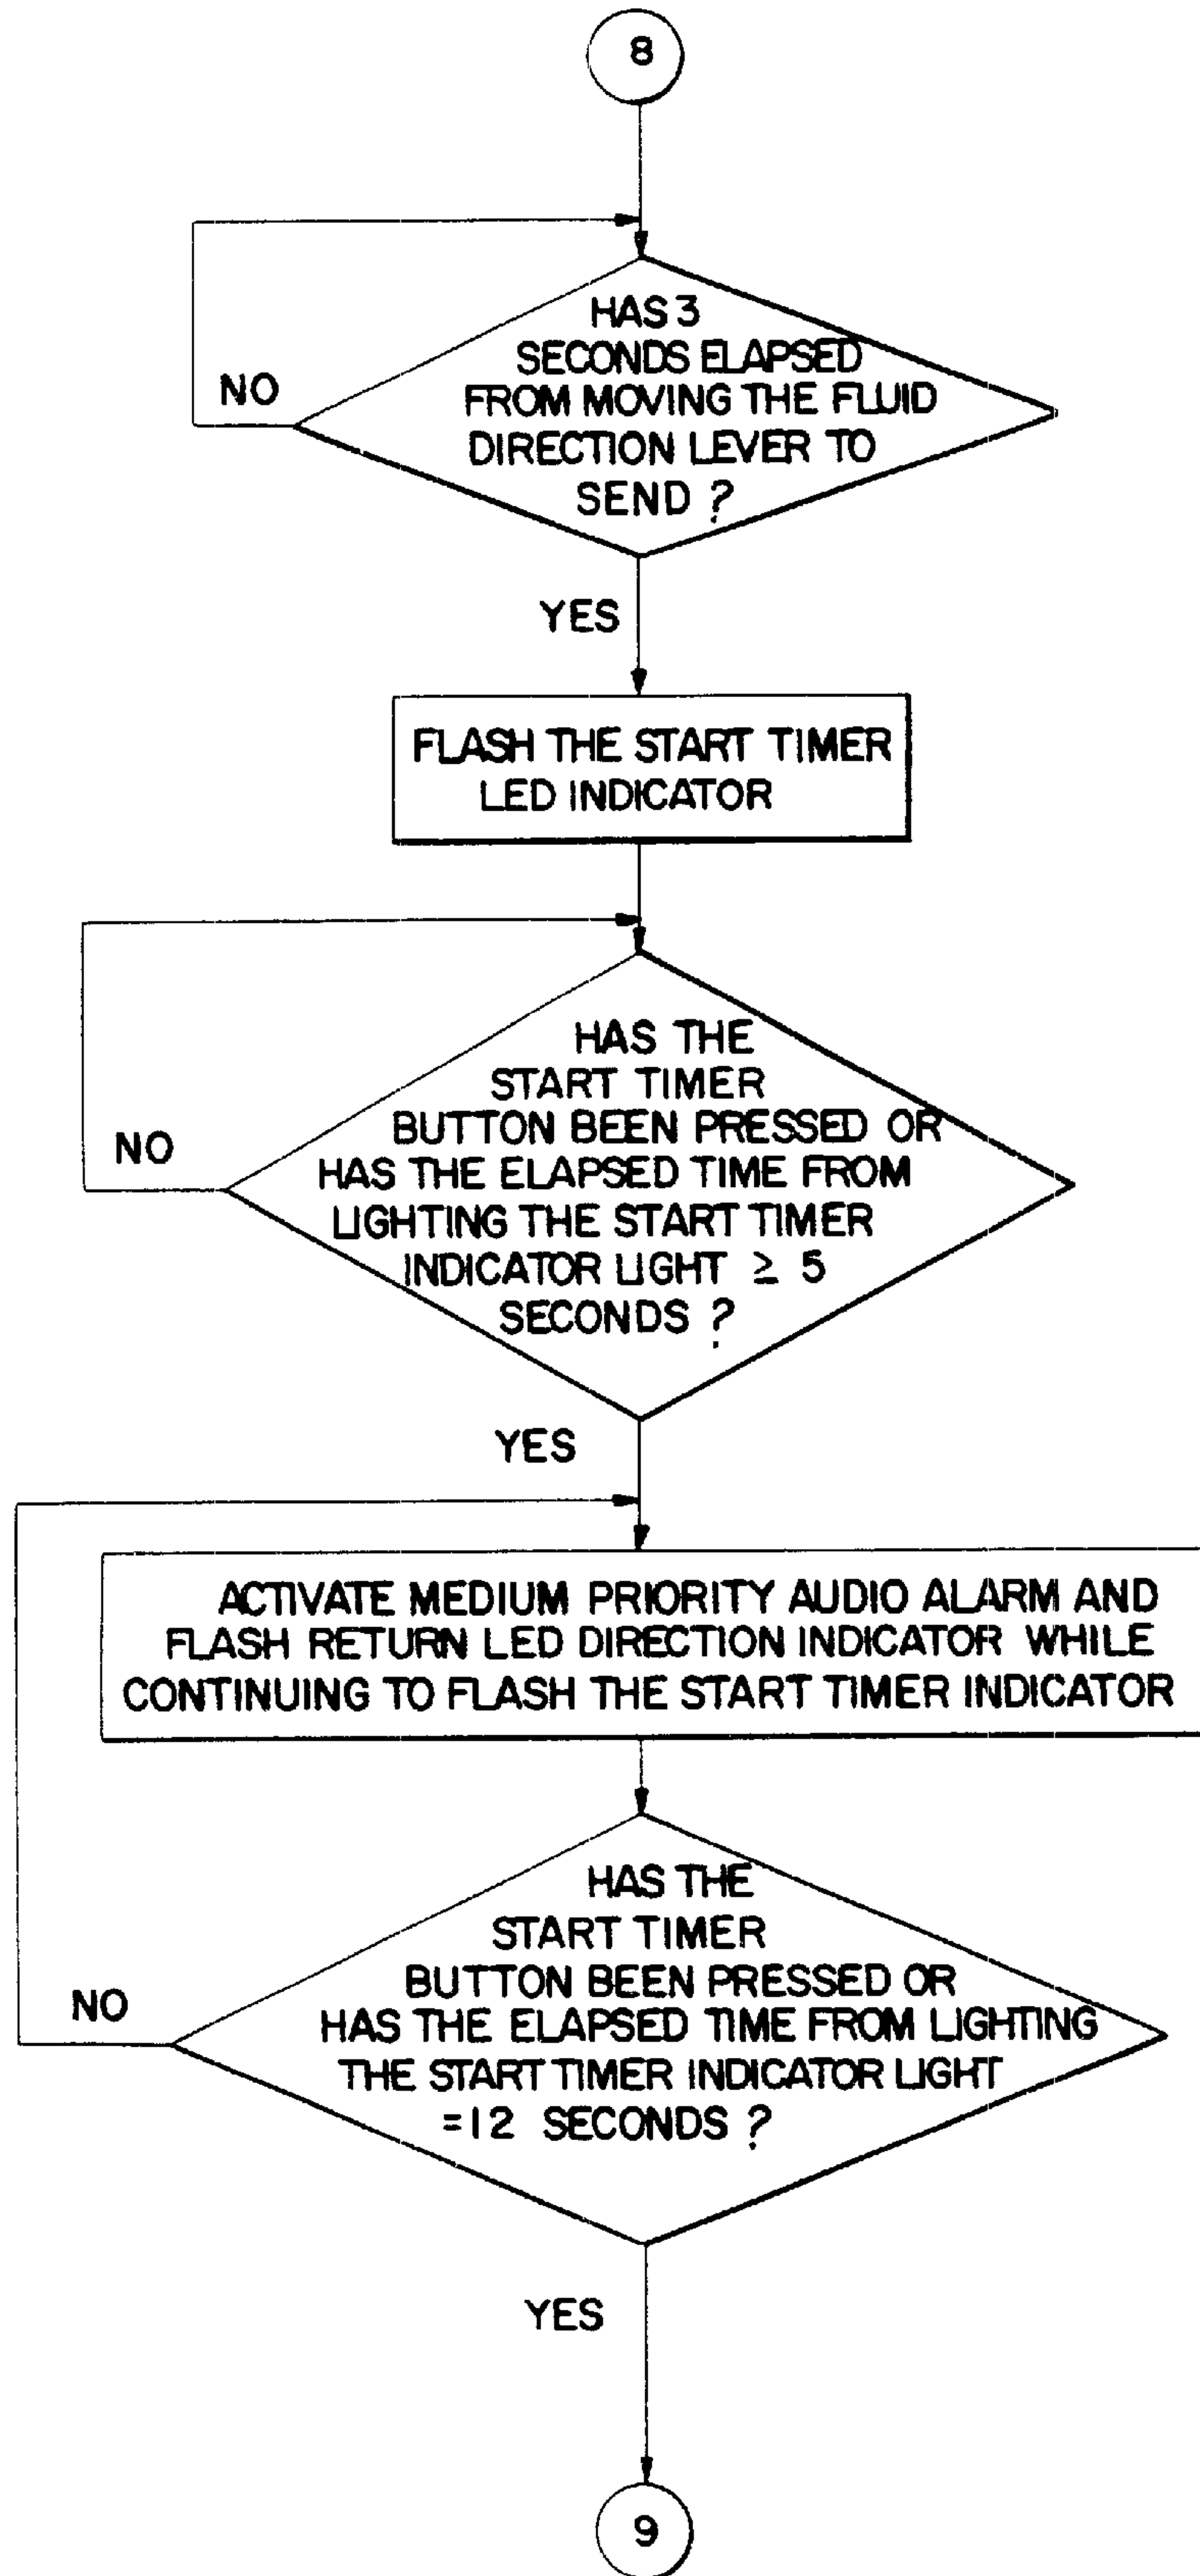 8
HAS 3
SECONDS ELAPSED
FROM MOVING THE FLUID
DIRECTION LEVER TO
SEND ?
NO
YES
FLASH THE START TIMER
LED INDICATOR
HAS THE
START TIMER
BUTTON BEEN PRESSED OR
HAS THE ELAPSED TIME FROM
LIGHTING THE START TIMER
INDICATOR LIGHT ≥ 5
SECONDS ?
NO
YES
ACTIVATE MEDIUM PRIORITY AUDIO ALARM AND
FLASH RETURN LED DIRECTION INDICATOR WHILE
CONTINUING TO FLASH THE START TIMER INDICATOR
HAS THE
START TIMER
BUTTON BEEN PRESSED OR
HAS THE ELAPSED TIME FROM LIGHTING
THE START TIMER INDICATOR LIGHT
=12 SECONDS ?
NO
YES
9